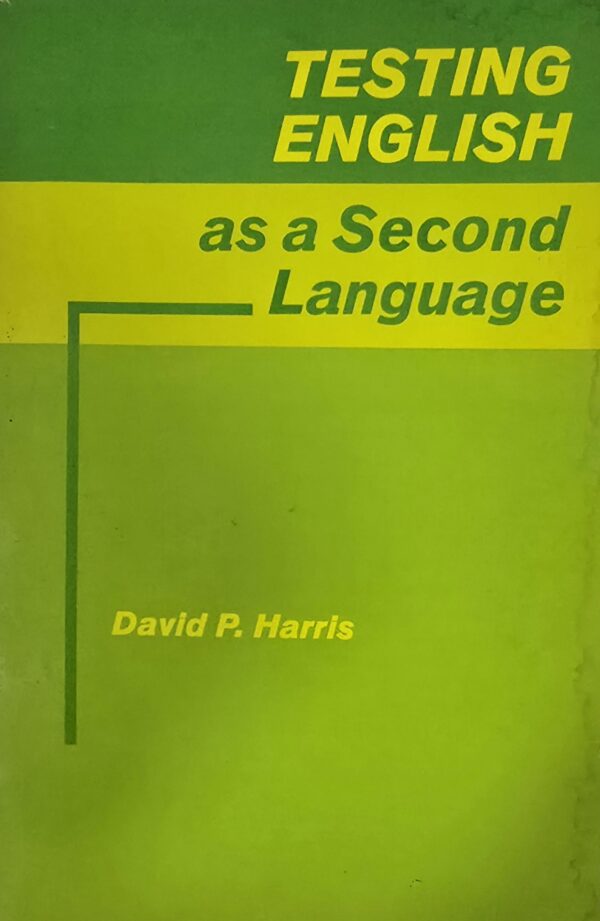 TESTING
ENGLISH
as a Second
Language
David P. Harris